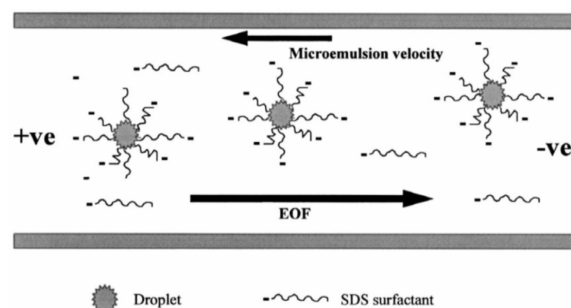 Microemulsion velocity
+ve
-ve
EOF
Droplet
SDS surfactant